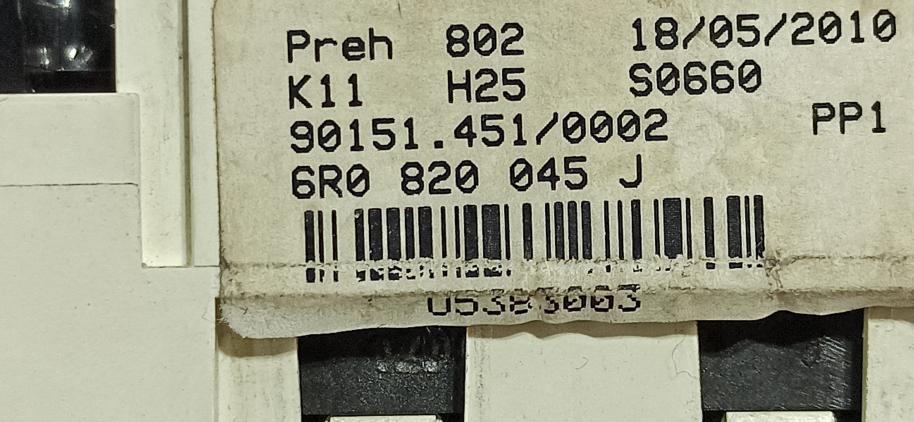 Preh 802 18/05/2010
K11 H25 S0660
90151.451/0002 PP1
6R0 820 045 J